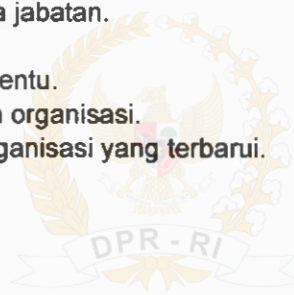 a jabatan.
entu.
n organisasi.
ganisasi yang terbarui.
DPR - RI